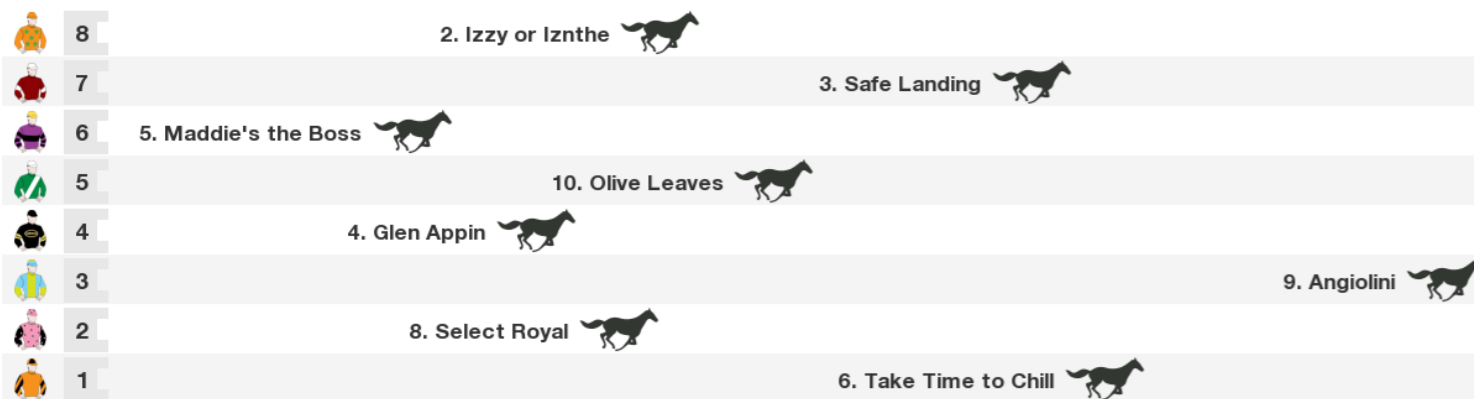 8 2. Izzy or Iznthe
7 3. Safe Landing
6 5. Maddie's the Boss
5 10. Olive Leaves
4 4. Glen Appin
3 9. Angiolini
2 8. Select Royal
1 6. Take Time to Chill